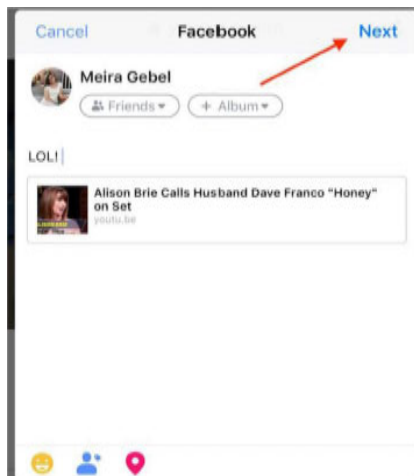 Cancel Facebook Next
Meira Gebel
Friends + Album
LOL!
Alison Brie Calls Husband Dave Franco "Honey"
on Set
youtu.be